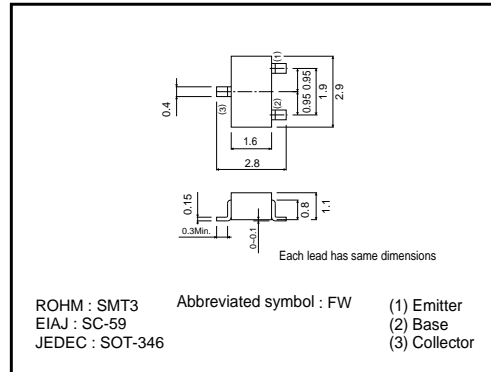 (1)
0.95 0.95
1.9
2.9
0.4
(3)
(2)
1.6
2.8
0.15
0.8
1.1
0.3Min.
0~0.1
Each lead has same dimensions
ROHM : SMT3
EIAJ : SC-59
JEDEC : SOT-346
Abbreviated symbol : FW
(1) Emitter
(2) Base
(3) Collector